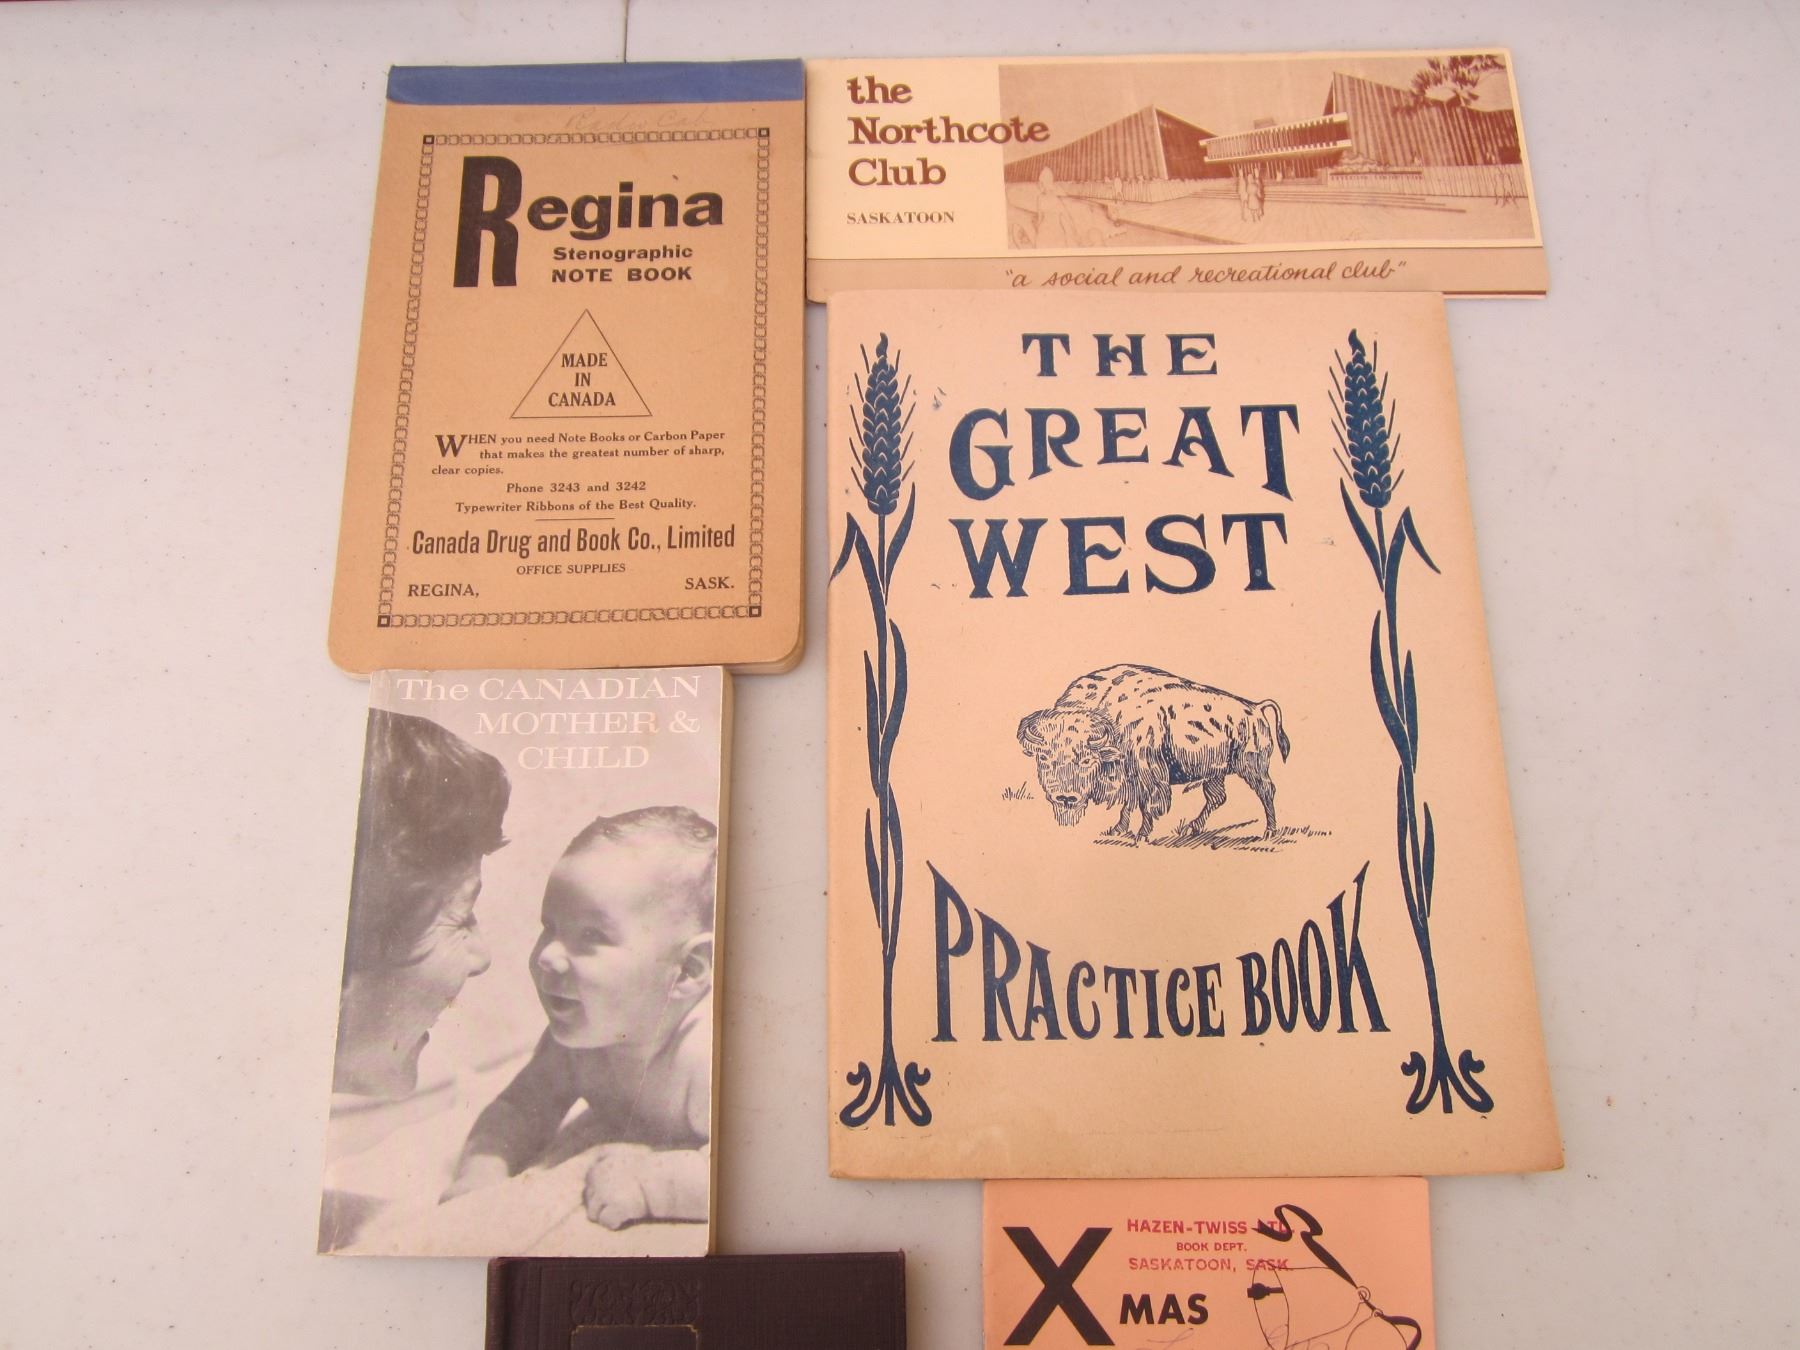 Radio Cab
Regina
Stenographic
NOTE BOOK
MADE
IN
CANADA
WHEN you need Note Books or Carbon Paper
that makes the greatest number of sharp,
clear copies.
Phone 3243 and 3242
Typewriter Ribbons of the Best Quality.
Canada Drug and Book Co., Limited
OFFICE SUPPLIES
REGINA, SASK.
the
Northcote
Club
SASKATOON
"a social and recreational club"
THE
GREAT
WEST
PRACTICE BOOK
The CANADIAN
MOTHER &
CHILD
HAZEN-TWISS LTD.
BOOK DEPT.
SASKATOON, SASK.
XMAS